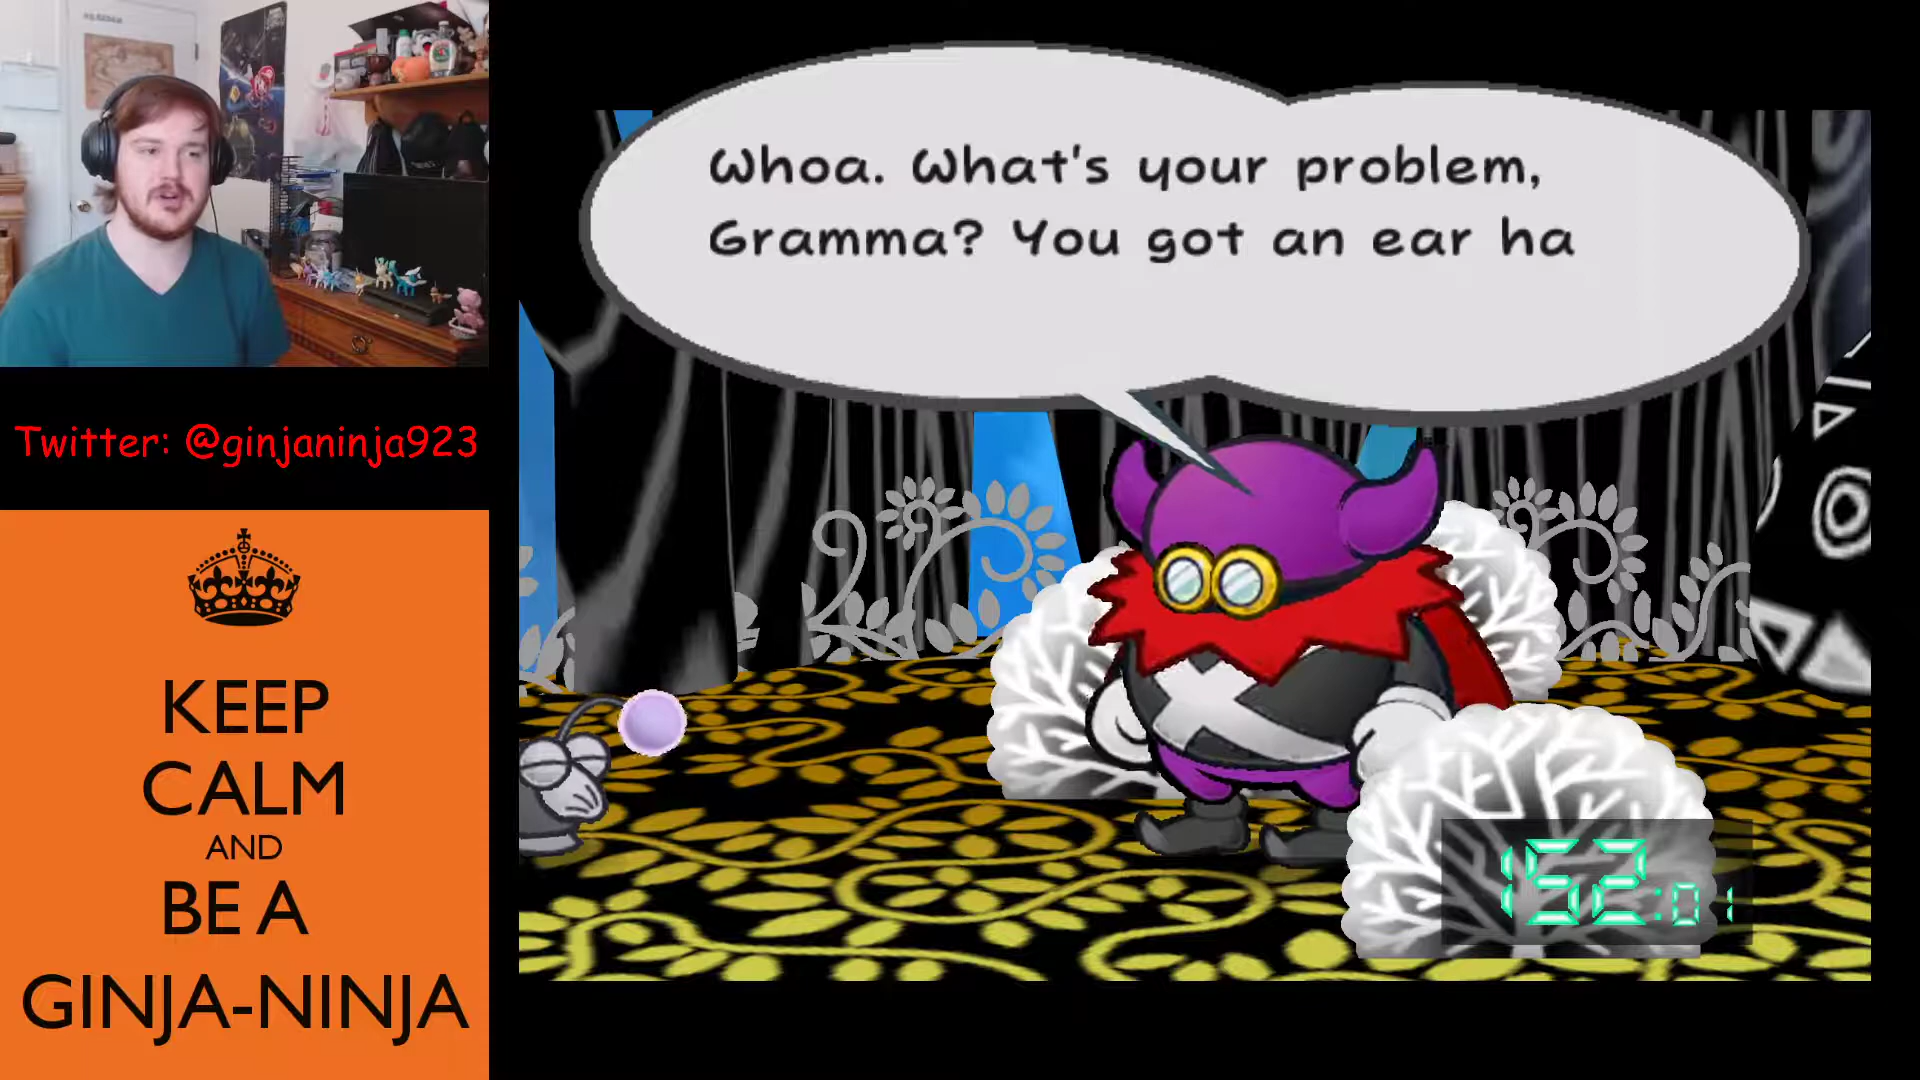 Whoa. What's your problem,
Gramma? You got an ear ha
Twitter: @ginjaninja923
KEEP
CALM
AND
BE A
GINJA-NINJA
152:01